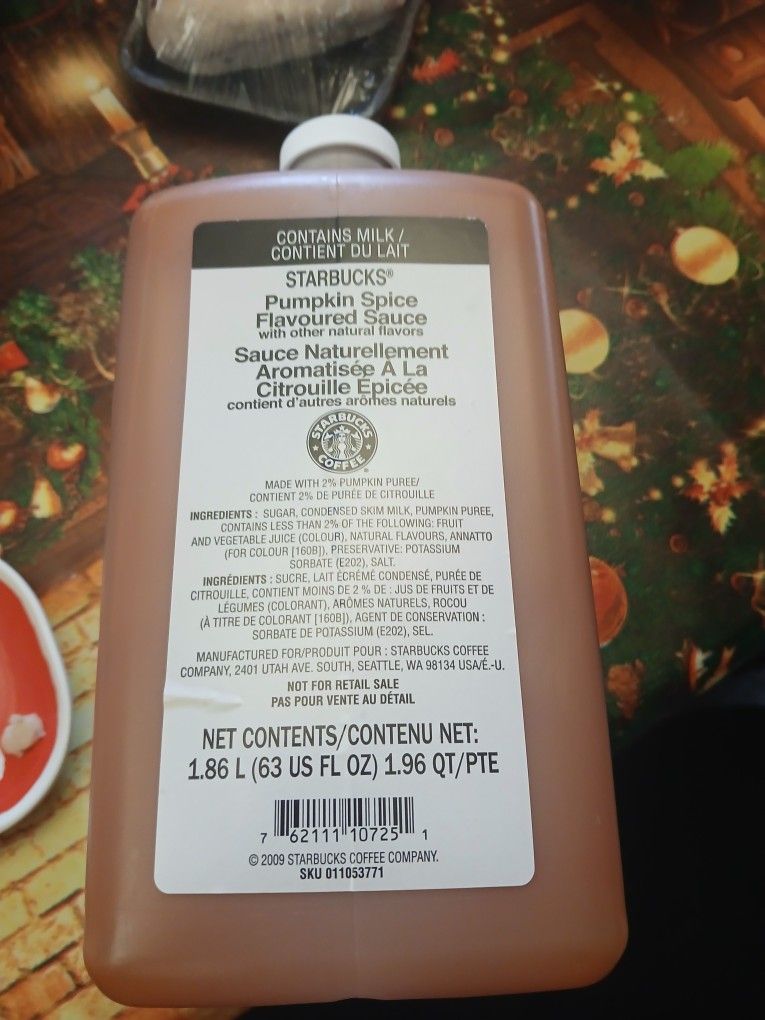 CONTAINS MILK /
CONTIENT DU LAIT
STARBUCKS®
Pumpkin Spice
Flavoured Sauce
with other natural flavors
Sauce Naturellement
Aromatisée À La
Citrouille Epicée
contient d'autres arômes naturels
STARBUCKS
COFFEE
MADE WITH 2% PUMPKIN PUREE/
CONTIENT 2% DE PURÉE DE CITROUILLE
INGREDIENTS : SUGAR, CONDENSED SKIM MILK, PUMPKIN PUREE,
CONTAINS LESS THAN 2% OF THE FOLLOWING: FRUIT
AND VEGETABLE JUICE (COLOUR), NATURAL FLAVOURS, ANNATTO
(FOR COLOUR [160B]), PRESERVATIVE: POTASSIUM
SORBATE (E202), SALT.
INGRÉDIENTS : SUCRE, LAIT ÉCRÉMÉ CONDENSÉ, PURÉE DE
CITROUILLE, CONTIENT MOINS DE 2 % DE : JUS DE FRUITS ET DE
LÉGUMES (COLORANT), ARÔMES NATURELS, ROCOU
(À TITRE DE COLORANT [160B]), AGENT DE CONSERVATION :
SORBATE DE POTASSIUM (E202), SEL.
MANUFACTURED FOR/PRODUIT POUR : STARBUCKS COFFEE
COMPANY, 2401 UTAH AVE. SOUTH, SEATTLE, WA 98134 USA/É.-U.
NOT FOR RETAIL SALE
PAS POUR VENTE AU DÉTAIL
NET CONTENTS/CONTENU NET:
1.86 L (63 US FL OZ) 1.96 QT/PTE
7 62111 10725 1
© 2009 STARBUCKS COFFEE COMPANY.
SKU 011053771